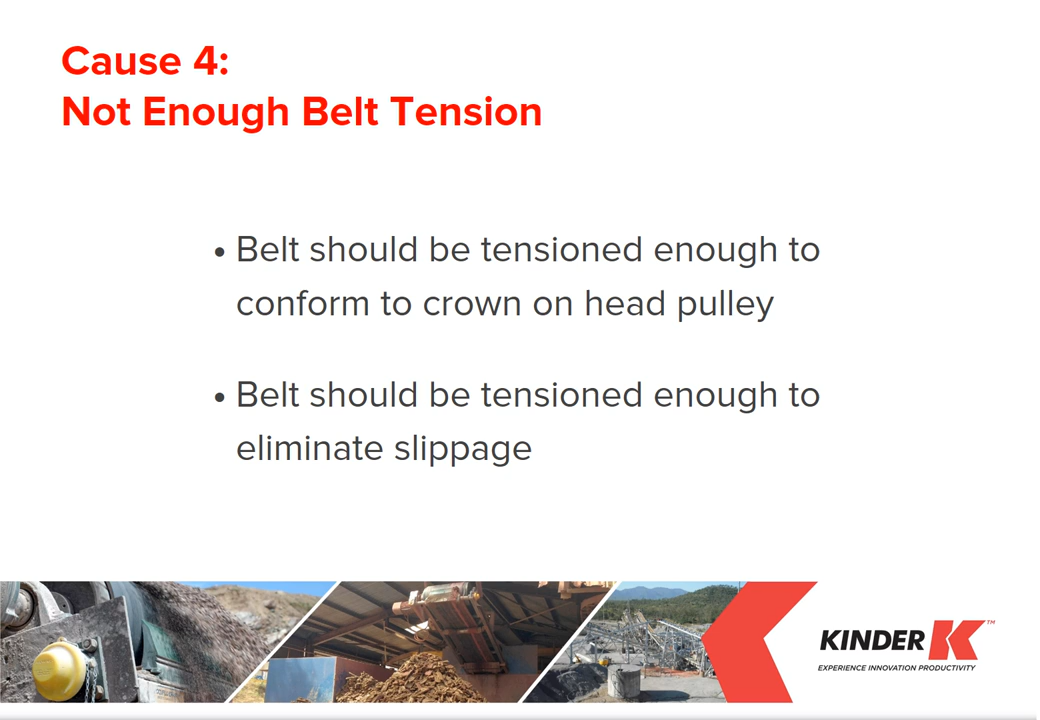 Cause 4:
Not Enough Belt Tension
• Belt should be tensioned enough to
conform to crown on head pulley
• Belt should be tensioned enough to
eliminate slippage
KINDER K™
EXPERIENCE INNOVATION PRODUCTIVITY